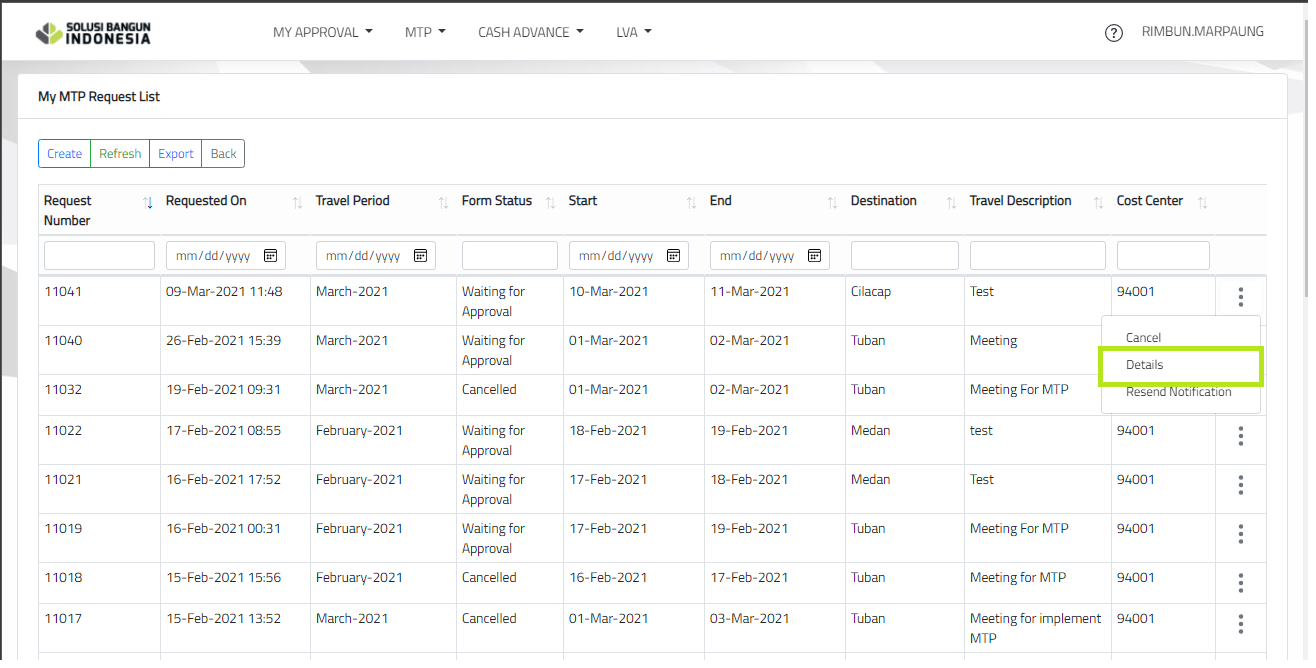 SOLUSI BANGUN
INDONESIA
MY APPROVAL MTP CASH ADVANCE LVA RIMBUN.MARPAUNG
My MTP Request List
Create Refresh Export Back
Request Number Requested On Travel Period Form Status Start End Destination Travel Description Cost Center
mm/dd/yyyy mm/dd/yyyy mm/dd/yyyy mm/dd/yyyy
11041 09-Mar-2021 11:48 March-2021 Waiting for Approval 10-Mar-2021 11-Mar-2021 Cilacap Test 94001
Cancel
Details
Resend Notification
11040 26-Feb-2021 15:39 March-2021 Waiting for Approval 01-Mar-2021 02-Mar-2021 Tuban Meeting
11032 19-Feb-2021 09:31 March-2021 Cancelled 01-Mar-2021 02-Mar-2021 Tuban Meeting For MTP
11022 17-Feb-2021 08:55 February-2021 Waiting for Approval 18-Feb-2021 19-Feb-2021 Medan test 94001
11021 16-Feb-2021 17:52 February-2021 Waiting for Approval 17-Feb-2021 18-Feb-2021 Medan Test 94001
11019 16-Feb-2021 00:31 February-2021 Waiting for Approval 17-Feb-2021 19-Feb-2021 Tuban Meeting For MTP 94001
11018 15-Feb-2021 15:56 February-2021 Cancelled 16-Feb-2021 17-Feb-2021 Tuban Meeting for MTP 94001
11017 15-Feb-2021 13:52 March-2021 Cancelled 01-Mar-2021 03-Mar-2021 Tuban Meeting for implement MTP 94001